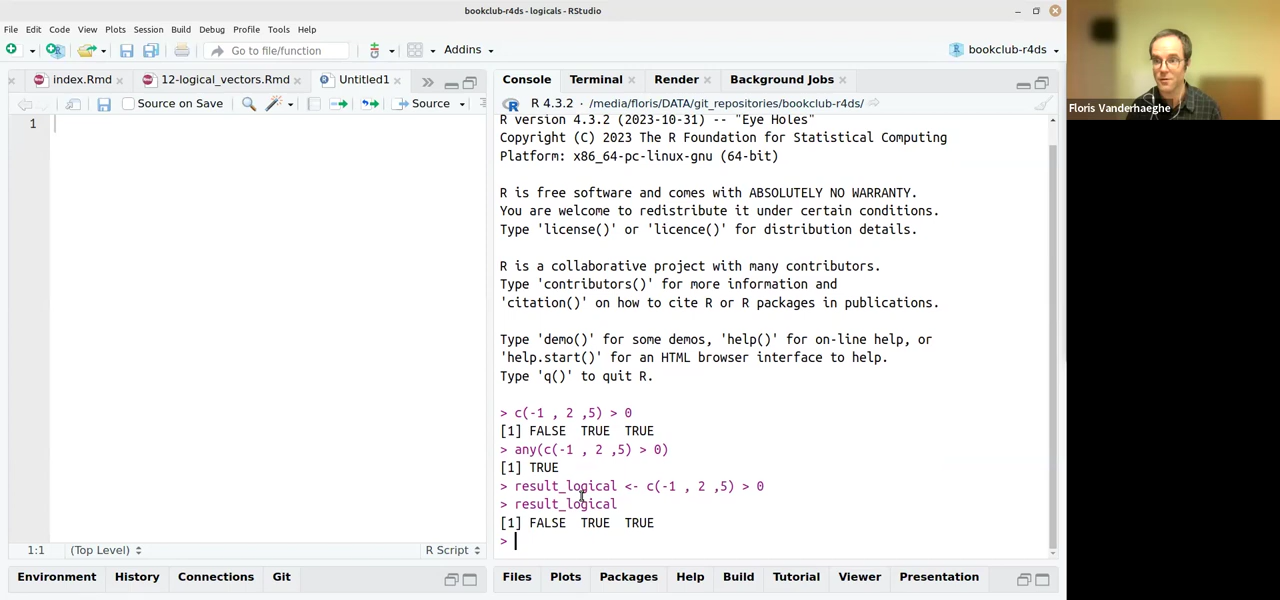 bookclub-r4ds - logicals - RStudio
File Edit Code View Plots Session Build Debug Profile Tools Help
Go to file/function Addins bookclub-r4ds
index.Rmd 12-logical_vectors.Rmd Untitled1
Source on Save Source
1
1:1 (Top Level) R Script
Environment History Connections Git
Console Terminal Render Background Jobs
R 4.3.2 · /media/floris/DATA/git_repositories/bookclub-r4ds/
R version 4.3.2 (2023-10-31) -- "Eye Holes"
Copyright (C) 2023 The R Foundation for Statistical Computing
Platform: x86_64-pc-linux-gnu (64-bit)
R is free software and comes with ABSOLUTELY NO WARRANTY.
You are welcome to redistribute it under certain conditions.
Type 'license()' or 'licence()' for distribution details.
R is a collaborative project with many contributors.
Type 'contributors()' for more information and
'citation()' on how to cite R or R packages in publications.
Type 'demo()' for some demos, 'help()' for on-line help, or
'help.start()' for an HTML browser interface to help.
Type 'q()' to quit R.
> c(-1 , 2 ,5) > 0
[1] FALSE TRUE TRUE
> any(c(-1 , 2 ,5) > 0)
[1] TRUE
> result_logical <- c(-1 , 2 ,5) > 0
> result_logical
[1] FALSE TRUE TRUE
>
Files Plots Packages Help Build Tutorial Viewer Presentation
Floris Vanderhaeghe